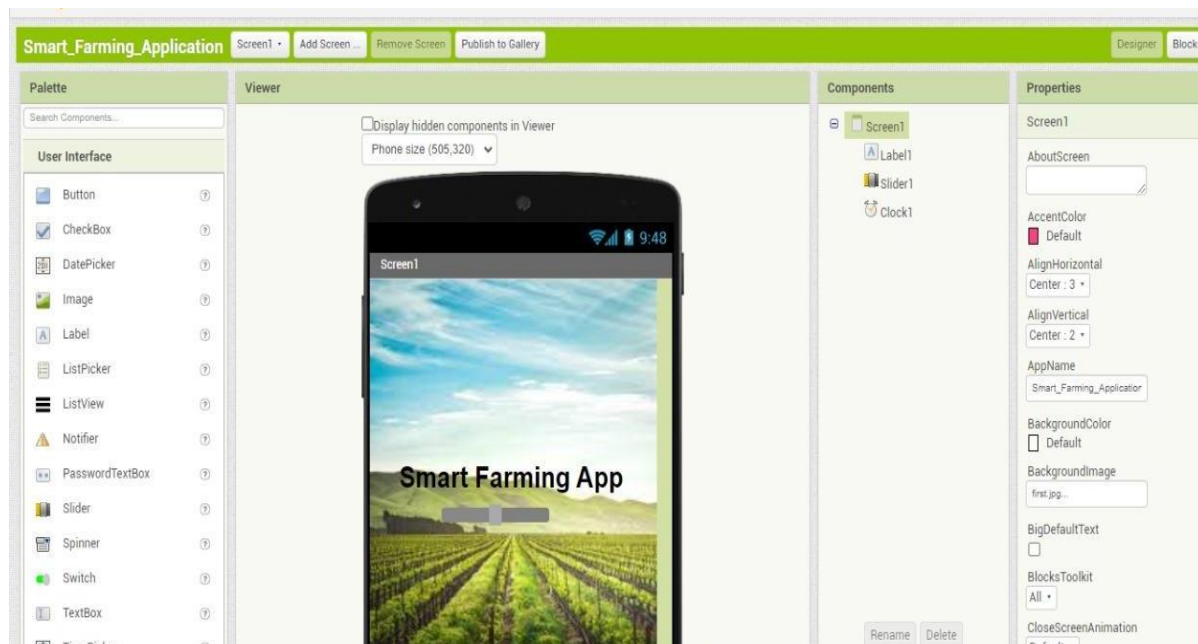 Smart_Farming_Application Screen1 Add Screen ... Remove Screen Publish to Gallery Designer Block
Palette
Search Components...
User Interface
Button
CheckBox
DatePicker
Image
Label
ListPicker
ListView
Notifier
PasswordTextBox
Slider
Spinner
Switch
TextBox
Viewer
Display hidden components in Viewer
Phone size (505,320)
9:48
Screen1
Smart Farming App
Components
Screen1
Label1
Slider1
Clock1
Rename Delete
Properties
Screen1
AboutScreen
AccentColor
Default
AlignHorizontal
Center : 3
AlignVertical
Center : 2
AppName
Smart_Farming_Application
BackgroundColor
Default
BackgroundImage
first.jpg...
BigDefaultText
BlocksToolkit
All
CloseScreenAnimation